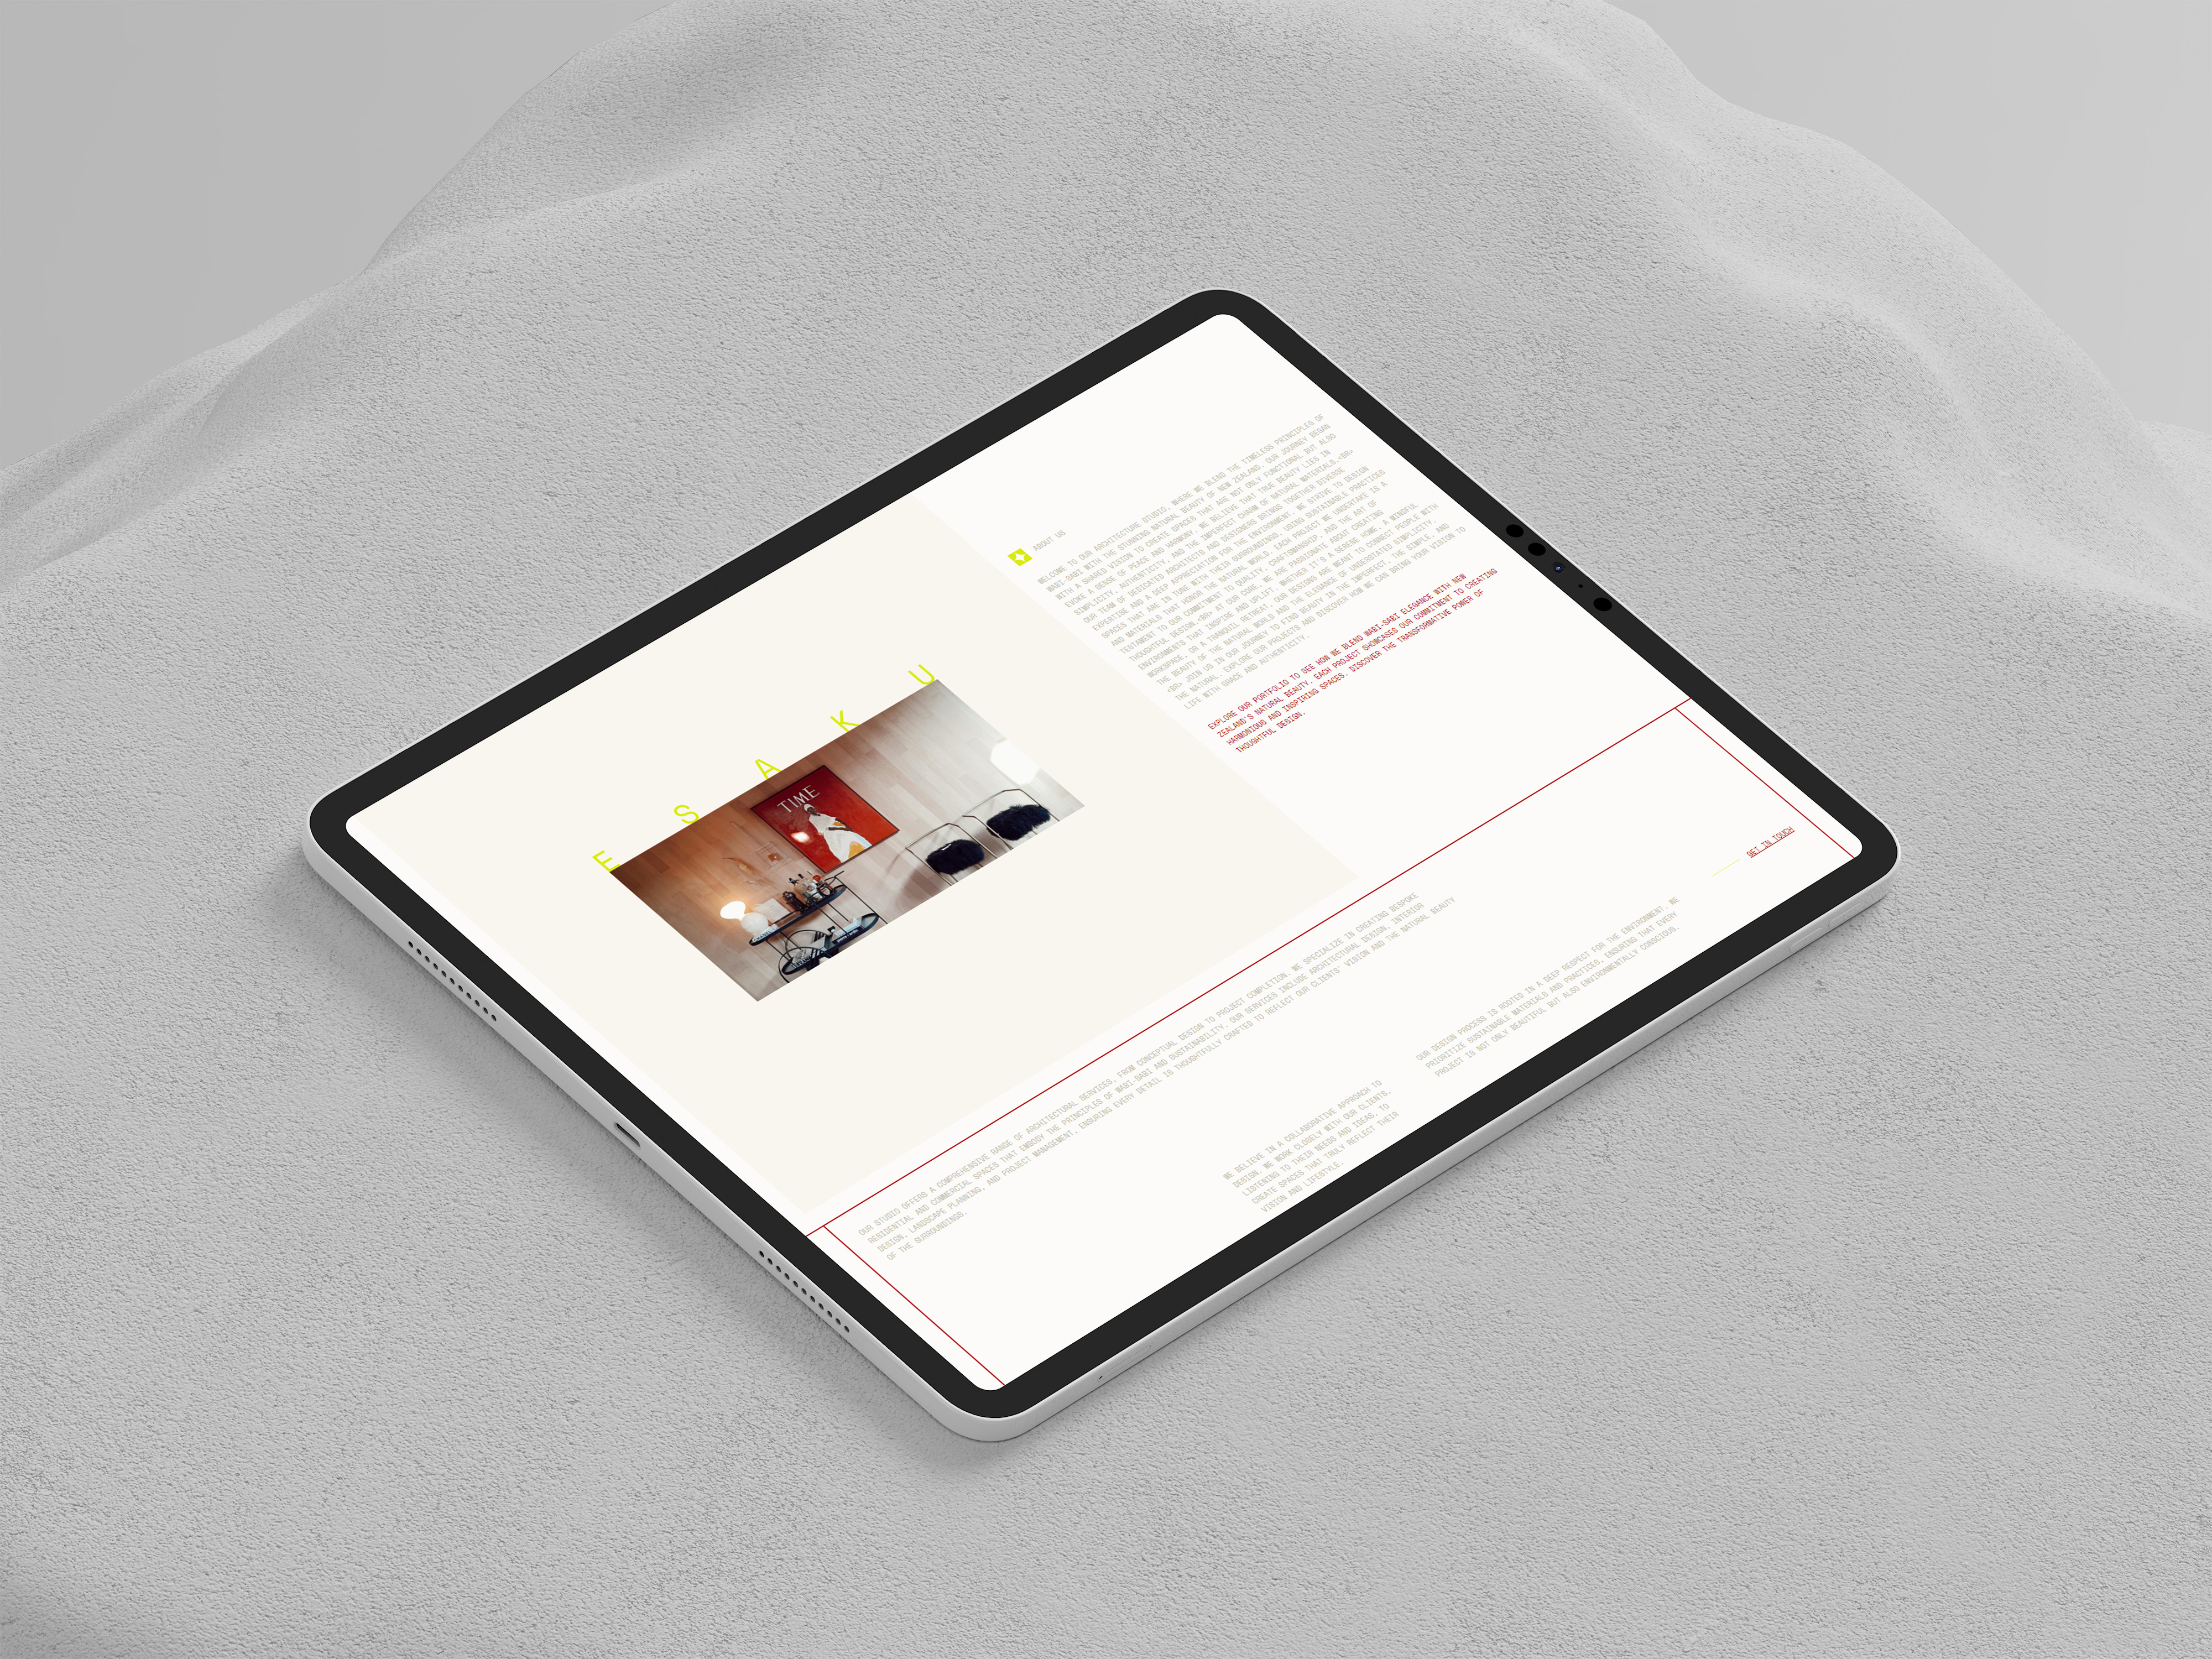 E S A K U
TIME
ABOUT US
WELCOME TO OUR ARCHITECTURE STUDIO, WHERE WE BLEND THE TIMELESS PRINCIPLES OF
WABI-SABI WITH THE STUNNING NATURAL BEAUTY OF NEW ZEALAND. OUR JOURNEY BEGAN
WITH A SHARED VISION TO CREATE SPACES THAT ARE NOT ONLY FUNCTIONAL BUT ALSO
EVOKE A SENSE OF PEACE AND HARMONY. WE BELIEVE THAT TRUE BEAUTY LIES IN
SIMPLICITY, AUTHENTICITY, AND THE IMPERFECT CHARM OF NATURAL MATERIALS.<BR>
OUR TEAM OF DEDICATED ARCHITECTS AND DESIGNERS BRINGS TOGETHER DIVERSE
EXPERTISE AND A DEEP APPRECIATION FOR THE ENVIRONMENT. WE STRIVE TO DESIGN
SPACES THAT ARE IN TUNE WITH THEIR SURROUNDINGS, USING SUSTAINABLE PRACTICES
AND MATERIALS THAT HONOR THE NATURAL WORLD. EACH PROJECT WE UNDERTAKE IS A
TESTAMENT TO OUR COMMITMENT TO QUALITY, CRAFTSMANSHIP, AND THE ART OF
THOUGHTFUL DESIGN.<BR> AT OUR CORE, WE ARE PASSIONATE ABOUT CREATING
ENVIRONMENTS THAT INSPIRE AND UPLIFT. WHETHER IT'S A SERENE HOME, A MINDFUL
WORKSPACE, OR A TRANQUIL RETREAT, OUR DESIGNS ARE MEANT TO CONNECT PEOPLE WITH
THE BEAUTY OF THE NATURAL WORLD AND THE ELEGANCE OF UNDERSTATED SIMPLICITY.
<BR> JOIN US IN OUR JOURNEY TO FIND BEAUTY IN THE IMPERFECT, THE SIMPLE, AND
THE NATURAL. EXPLORE OUR PROJECTS AND DISCOVER HOW WE CAN BRING YOUR VISION TO
LIFE WITH GRACE AND AUTHENTICITY.
EXPLORE OUR PORTFOLIO TO SEE HOW WE BLEND WABI-SABI ELEGANCE WITH NEW
ZEALAND'S NATURAL BEAUTY. EACH PROJECT SHOWCASES OUR COMMITMENT TO CREATING
HARMONIOUS AND INSPIRING SPACES. DISCOVER THE TRANSFORMATIVE POWER OF
THOUGHTFUL DESIGN.
OUR STUDIO OFFERS A COMPREHENSIVE RANGE OF ARCHITECTURAL SERVICES, FROM CONCEPTUAL DESIGN TO PROJECT COMPLETION. WE SPECIALIZE IN CREATING BESPOKE
RESIDENTIAL AND COMMERCIAL SPACES THAT EMBODY THE PRINCIPLES OF WABI-SABI AND SUSTAINABILITY. OUR SERVICES INCLUDE ARCHITECTURAL DESIGN, INTERIOR
DESIGN, LANDSCAPE PLANNING, AND PROJECT MANAGEMENT, ENSURING EVERY DETAIL IS THOUGHTFULLY CRAFTED TO REFLECT OUR CLIENTS' VISION AND THE NATURAL BEAUTY
OF THE SURROUNDINGS.
GET IN TOUCH
WE BELIEVE IN A COLLABORATIVE APPROACH TO
DESIGN. WE WORK CLOSELY WITH OUR CLIENTS,
LISTENING TO THEIR NEEDS AND IDEAS, TO
CREATE SPACES THAT TRULY REFLECT THEIR
VISION AND LIFESTYLE.
OUR DESIGN PROCESS IS ROOTED IN A DEEP RESPECT FOR THE ENVIRONMENT. WE
PRIORITIZE SUSTAINABLE MATERIALS AND PRACTICES, ENSURING THAT EVERY
PROJECT IS NOT ONLY BEAUTIFUL BUT ALSO ENVIRONMENTALLY CONSCIOUS.